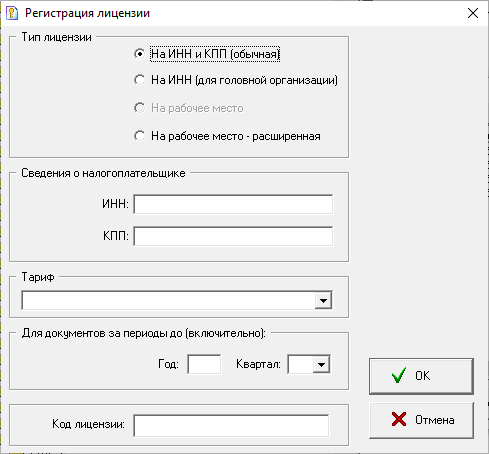 Регистрация лицензии
Тип лицензии
На ИНН и КПП (обычная)
На ИНН (для головной организации)
На рабочее место
На рабочее место - расширенная
Сведения о налогоплательщике
ИНН:
КПП:
Тариф
Для документов за периоды до (включительно):
Год: Квартал:
OK
Код лицензии:
Отмена